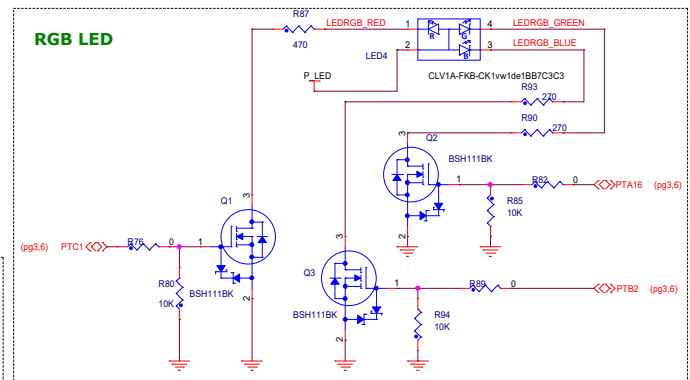 RGB LED
R87
470
LEDRGB_RED
1
4
LEDRGB_GREEN
R
G
2
3
LEDRGB_BLUE
LED4
B
P_LED
CLV1A-FKB-CK1vw1de1BB7C3C3
R93
270
R90
270
3
Q2
BSH111BK
1
R82
0
PTA16
(pg3,6)
R85
10K
2
3
Q1
(pg3,6)
PTC1
R76
0
1
R80
10K
BSH111BK
2
3
Q3
BSH111BK
1
R89
0
PTB2
(pg3,6)
R94
10K
2